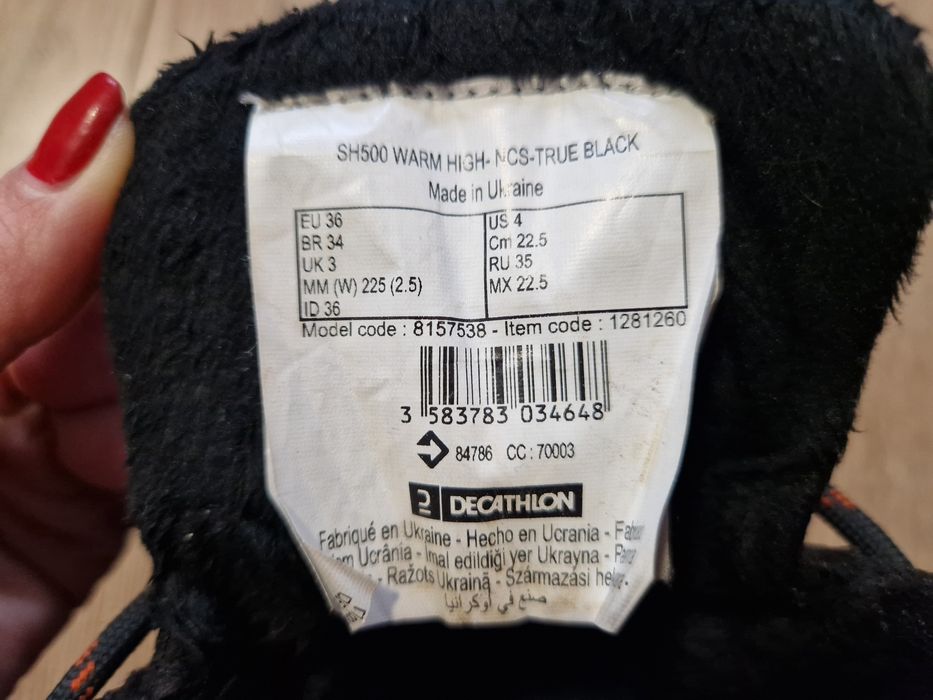 SH500 WARM HIGH- NCS-TRUE BLACK
Made in Ukraine
EU 36
BR 34
UK 3
MM (W) 225 (2.5)
ID 36
US 4
Cm 22.5
RU 35
MX 22.5
Model code : 8157538 - Item code : 1281260
3 583783 034648
84786 CC : 70003
DECATHLON
Fabriqué en Ukraine - Hecho en Ucrania -
Ucrânia - İmal edildiği yer Ukrayna -
- Ražots Ukrainā - Származási
صنع في أوكرانيا